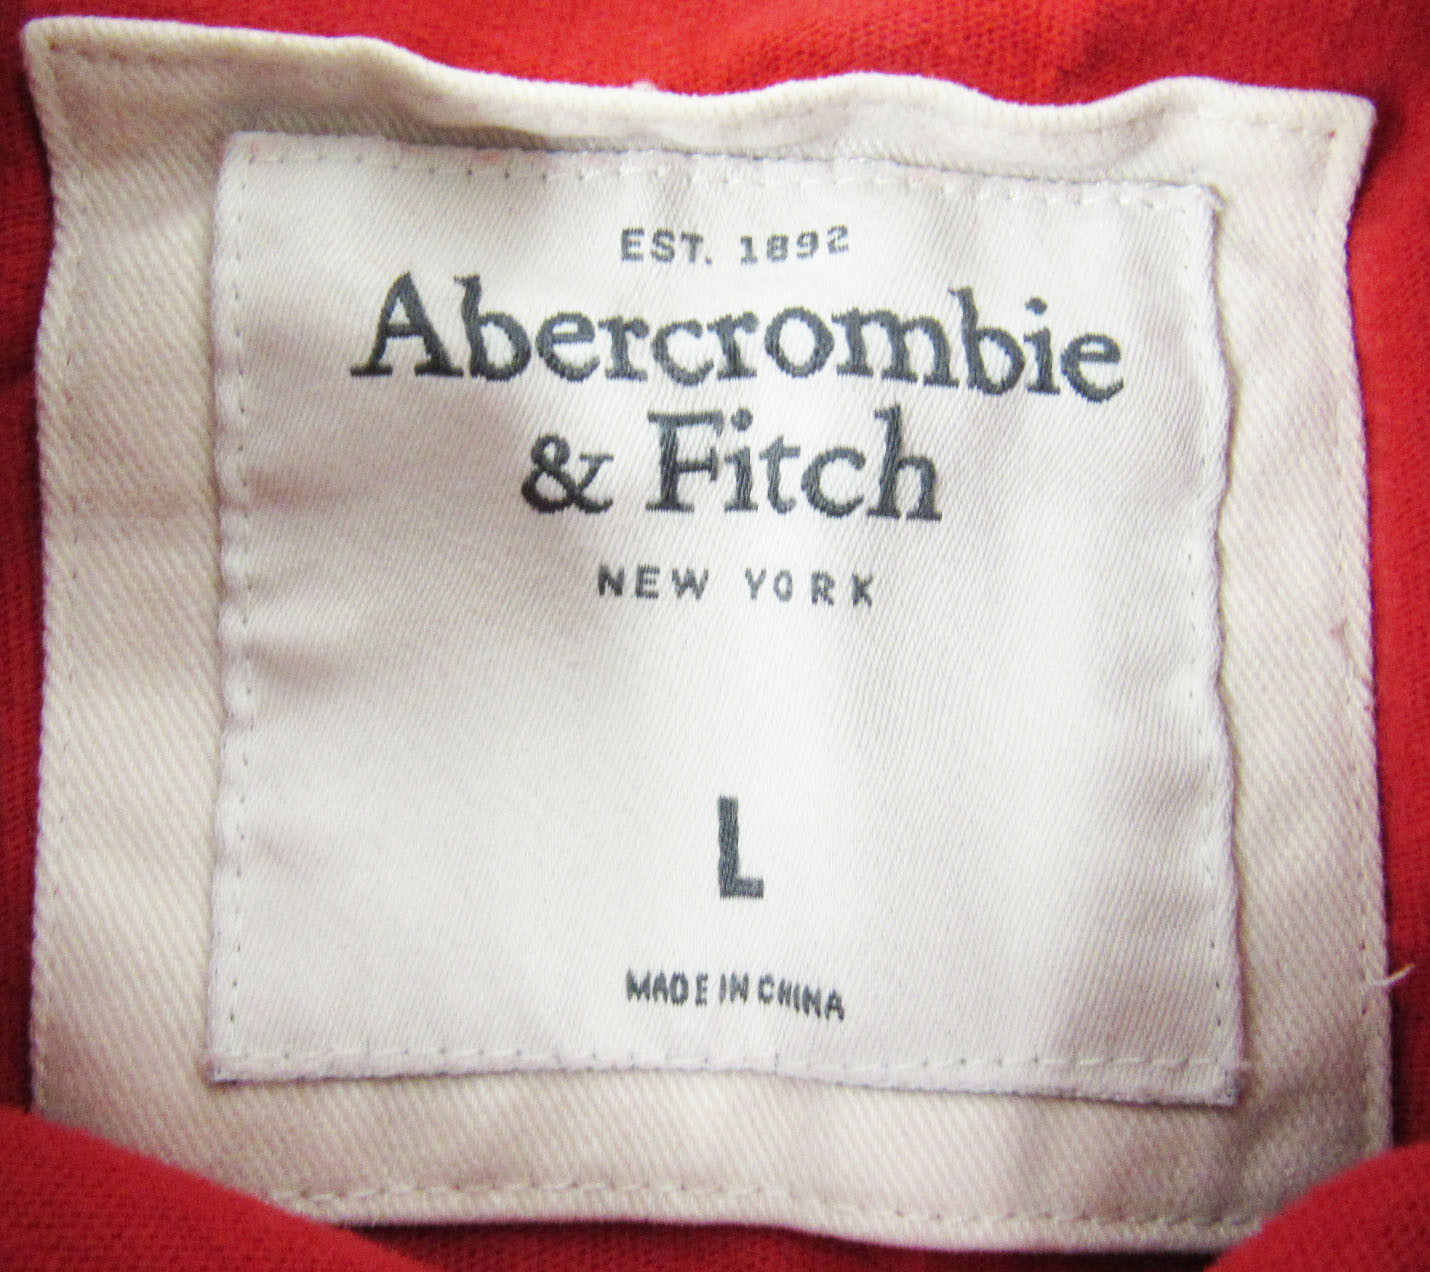 EST. 1892
Abercrombie
& Fitch
NEW YORK
L
MADE IN CHINA